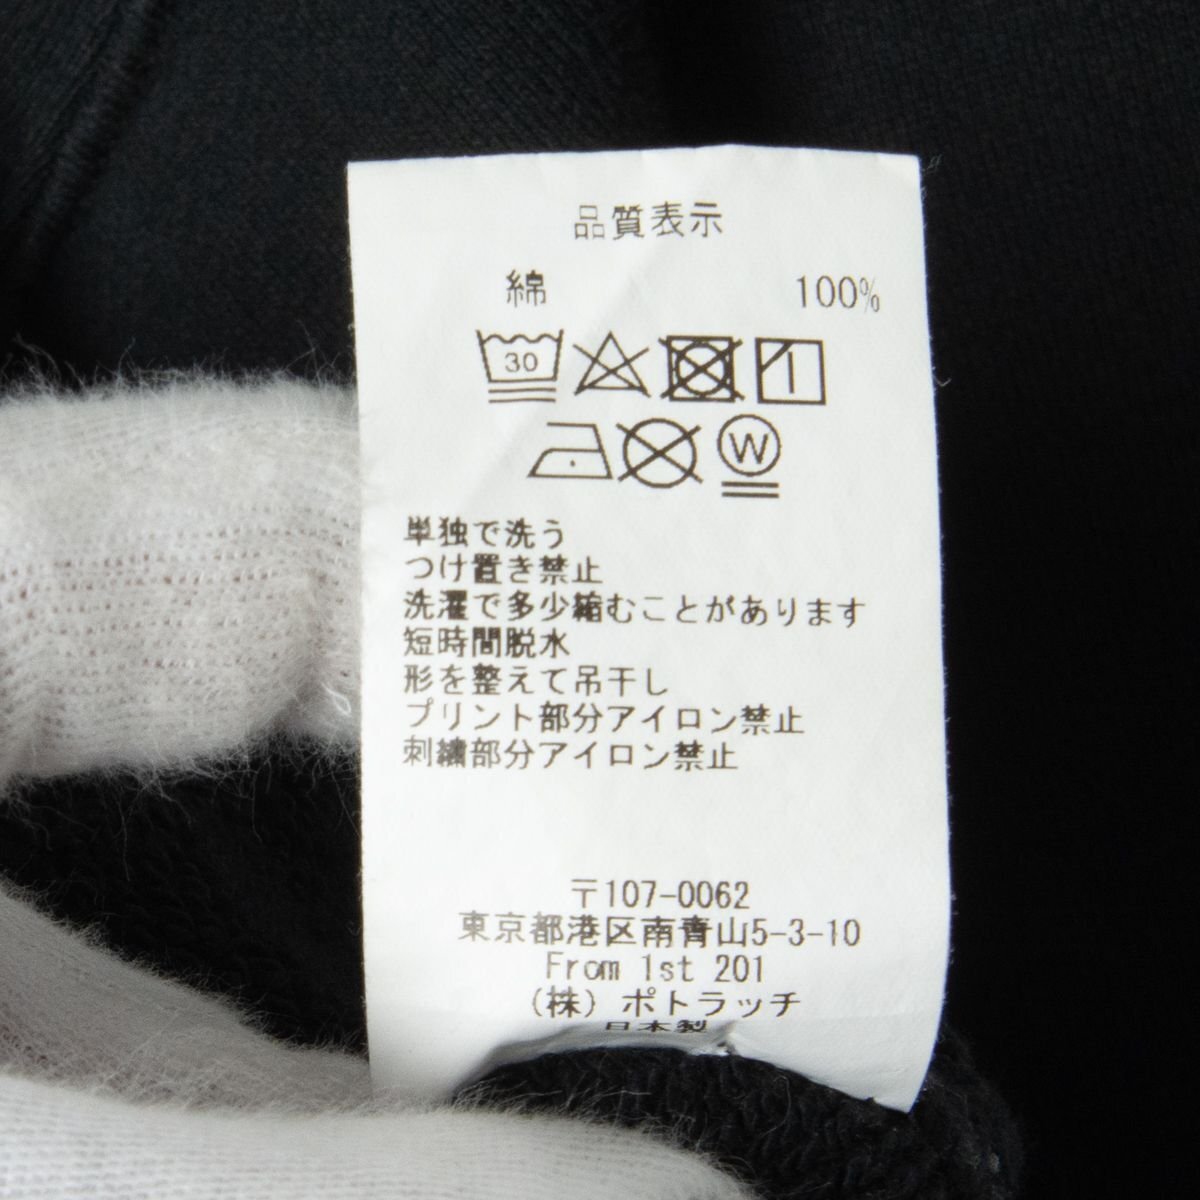 品質表示
綿 100%
30
W
単独で洗う
つけ置き禁止
洗濯で多少縮むことがあります
短時間脱水
形を整えて吊干し
プリント部分アイロン禁止
刺繍部分アイロン禁止
〒107-0062
東京都港区南青山5-3-10
From 1st 201
(株) ポトラッチ
日本製